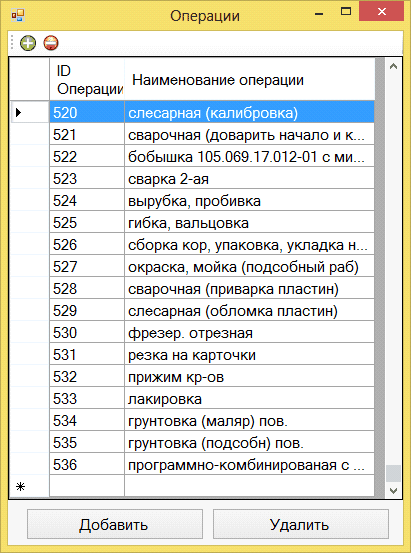 Операции
ID Наименование операции
Операции
520 слесарная (калибровка)
521 сварочная (доварить начало и к...
522 бобышка 105.069.17.012-01 с ми...
523 сварка 2-ая
524 вырубка, пробивка
525 гибка, вальцовка
526 сборка кор, упаковка, укладка н...
527 окраска, мойка (подсобный раб)
528 сварочная (приварка пластин)
529 слесарная (обломка пластин)
530 фрезер. отрезная
531 резка на карточки
532 прижим кр-ов
533 лакировка
534 грунтовка (маляр) пов.
535 грунтовка (подсобн) пов.
536 программно-комбинированая с ...
Добавить Удалить